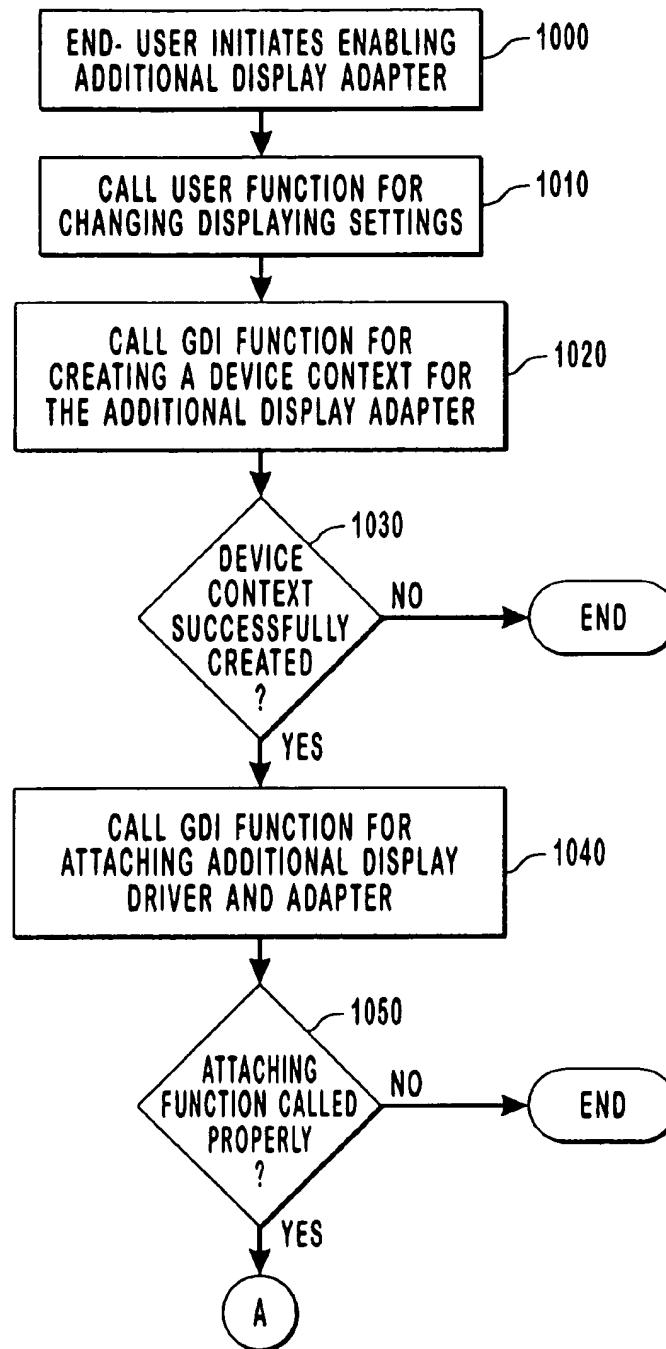 END- USER INITIATES ENABLING
ADDITIONAL DISPLAY ADAPTER
1000
CALL USER FUNCTION FOR
CHANGING DISPLAYING SETTINGS
1010
CALL GDI FUNCTION FOR
CREATING A DEVICE CONTEXT FOR
THE ADDITIONAL DISPLAY ADAPTER
1020
1030
DEVICE
CONTEXT
SUCCESSFULLY
CREATED
?
NO
END
YES
CALL GDI FUNCTION FOR
ATTACHING ADDITIONAL DISPLAY
DRIVER AND ADAPTER
1040
1050
ATTACHING
FUNCTION CALLED
PROPERLY
?
NO
END
YES
A